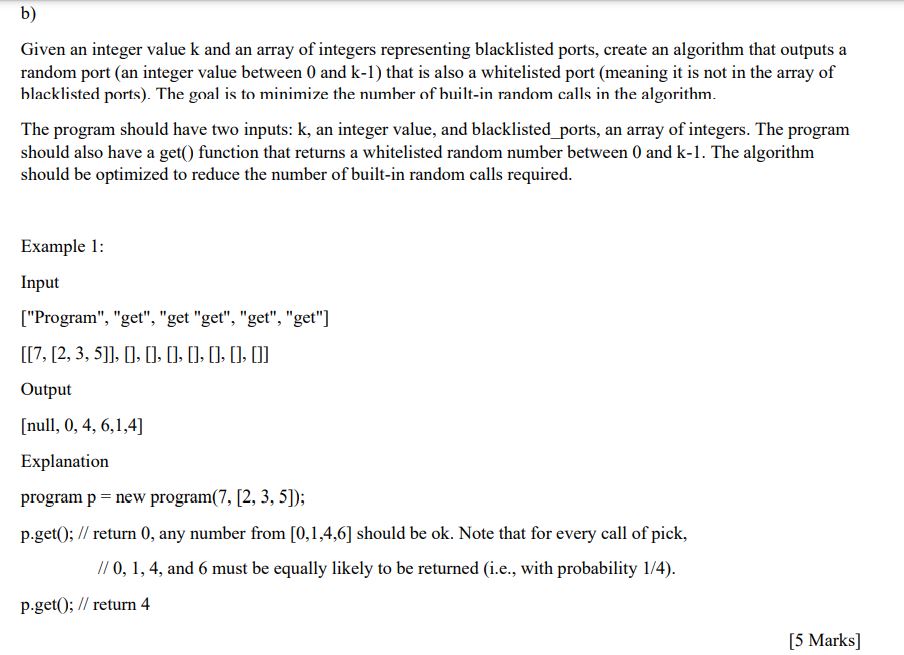 b)
Given an integer value k and an array of integers representing blacklisted ports, create an algorithm that outputs a
random port (an integer value between 0 and k-1) that is also a whitelisted port (meaning it is not in the array of
blacklisted ports). The goal is to minimize the number of built-in random calls in the algorithm.
The program should have two inputs: k, an integer value, and blacklisted_ports, an array of integers. The program
should also have a get() function that returns a whitelisted random number between 0 and k-1. The algorithm
should be optimized to reduce the number of built-in random calls required.
Example 1:
Input
["Program", "get", "get "get", "get", "get"]
[[7, [2, 3, 5]], [], [], [], [], [], [], []]
Output
[null, 0, 4, 6,1,4]
Explanation
program p = new program(7, [2, 3, 5]);
p.get(); // return 0, any number from [0,1,4,6] should be ok. Note that for every call of pick,
// 0, 1, 4, and 6 must be equally likely to be returned (i.e., with probability 1/4).
p.get(); // return 4
[5 Marks]